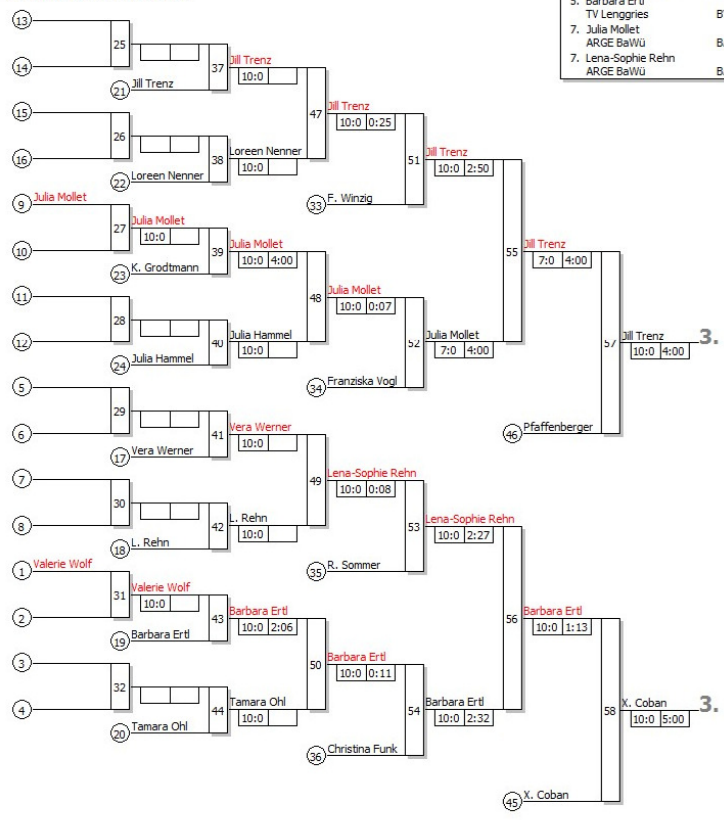 5. Barbara Ertl
TV Lenggries
7. Julia Mollet
ARGE BaWü
7. Lena-Sophie Rehn
ARGE BaWü
13
25
14
37
Jill Trenz
10:0
21
Jill Trenz
47
Jill Trenz
10:0 0:25
15
26
16
38
Loreen Nenner
10:0
22
Loreen Nenner
51
Jill Trenz
10:0 2:50
33
F. Winzig
9
Julia Mollet
27
Julia Mollet
10:0
10
39
Julia Mollet
10:0 4:00
23
K. Grodtmann
48
Julia Mollet
10:0 0:07
11
28
12
40
Julia Hammel
10:0
24
Julia Hammel
52
Julia Mollet
7:0 4:00
34
Franziska Vogl
55
Jill Trenz
7:0 4:00
57
Jill Trenz
10:0 4:00
3.
46
Pfaffenberger
5
29
6
41
Vera Werner
10:0
17
Vera Werner
49
Lena-Sophie Rehn
10:0 0:08
7
30
8
42
L. Rehn
10:0
18
L. Rehn
53
Lena-Sophie Rehn
10:0 2:27
35
R. Sommer
1
Valerie Wolf
31
Valerie Wolf
10:0
2
43
Barbara Ertl
10:0 2:06
19
Barbara Ertl
50
Barbara Ertl
10:0 0:11
3
32
4
44
Tamara Ohl
10:0
20
Tamara Ohl
54
Barbara Ertl
10:0 2:32
36
Christina Funk
56
Barbara Ertl
10:0 1:13
58
X. Coban
10:0 5:00
3.
45
X. Coban